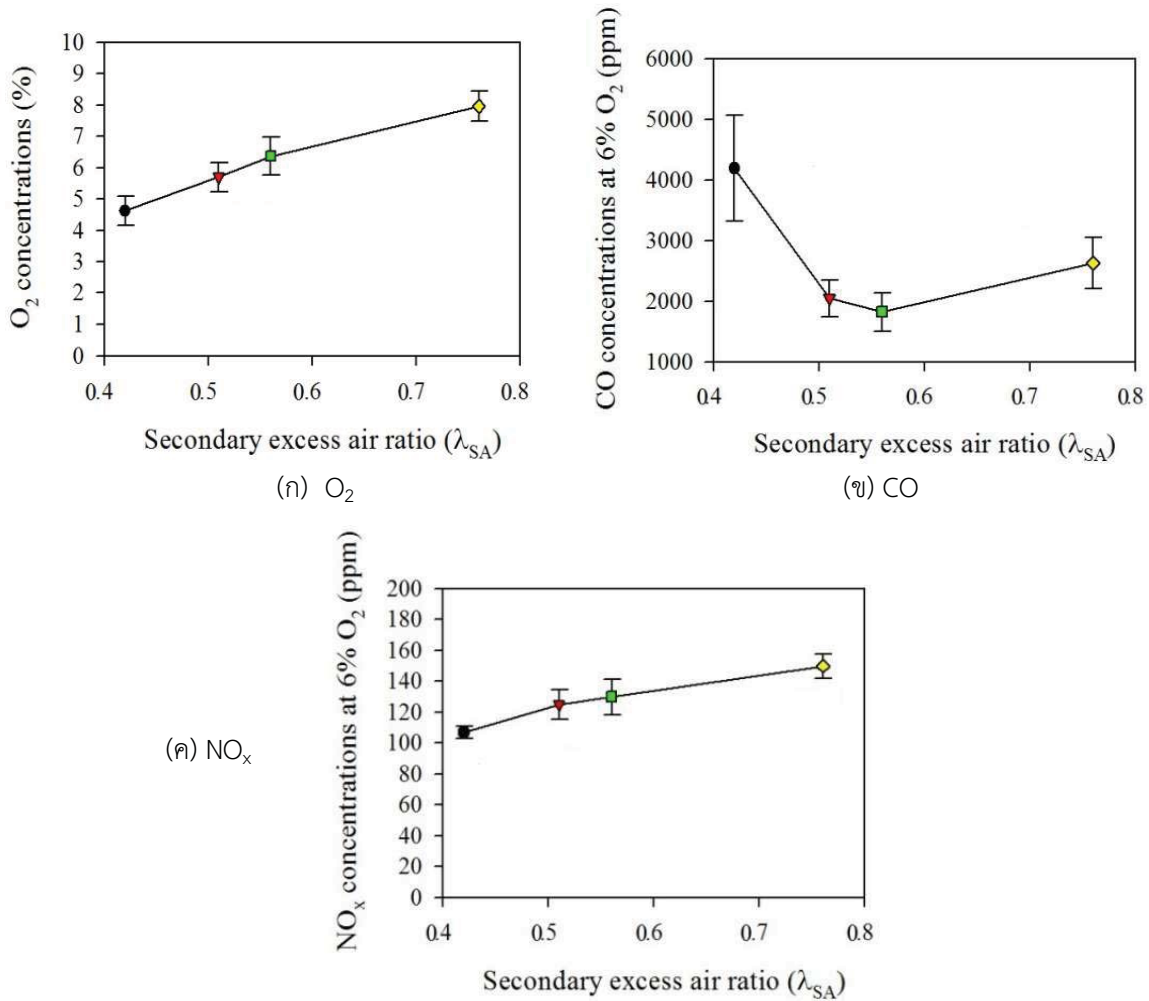 O₂ concentrations (%)
10
9
8
7
6
5
4
3
2
1
0
0.4 0.5 0.6 0.7 0.8
Secondary excess air ratio (λSA)
(ก) O₂
CO concentrations at 6% O₂ (ppm)
6000
5000
4000
3000
2000
1000
0.4 0.5 0.6 0.7 0.8
Secondary excess air ratio (λSA)
(ข) CO
(ค) NOₓ
NOₓ concentrations at 6% O₂ (ppm)
200
180
160
140
120
100
80
60
40
20
0
0.4 0.5 0.6 0.7 0.8
Secondary excess air ratio (λSA)